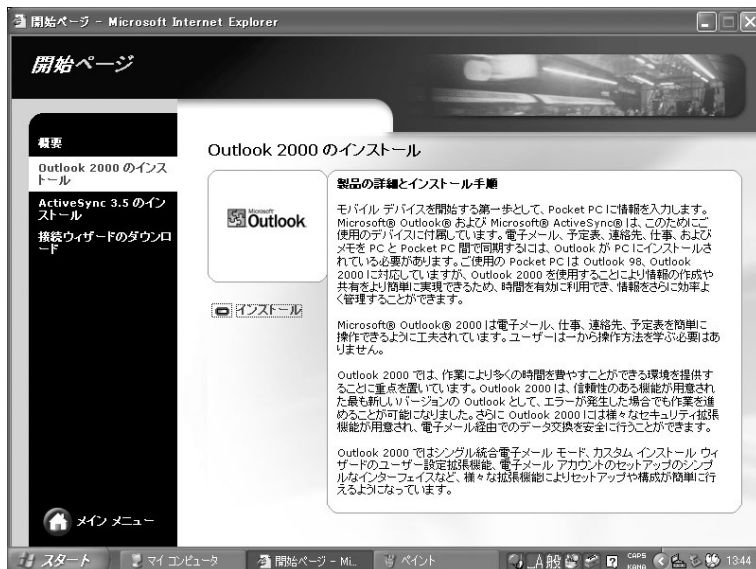 開始ページ - Microsoft Internet Explorer
開始ページ
概要
Outlook 2000 のインス
トール
ActiveSync 3.5 のイン
ストール
接続ウィザードのダウンロ
ード
メイン メニュー
Outlook 2000 のインストール
Microsoft
Outlook
インストール
製品の詳細とインストール手順
モバイル デバイスを開始する第一歩として、Pocket PC に情報を入力します。
Microsoft® Outlook® および Microsoft® ActiveSync® は、このためにご
使用のデバイスに付属しています。電子メール、予定表、連絡先、仕事、および
メモを PC と Pocket PC 間で同期するには、Outlook が PC にインストールさ
れている必要があります。ご使用の Pocket PC は Outlook 98、Outlook
2000 に対応していますが、Outlook 2000 を使用することにより情報の作成や
共有をより簡単に実現できるため、時間を有効に利用でき、情報をさらに効率よ
く管理することができます。
Microsoft® Outlook® 2000 は電子メール、仕事、連絡先、予定表を簡単に
操作できるように工夫されています。ユーザーは一から操作方法を学ぶ必要はあ
りません。
Outlook 2000 では、作業により多くの時間を費やすことができる環境を提供す
ることに重点を置いています。Outlook 2000 は、信頼性のある機能が用意され
た最も新しいバージョンの Outlook として、エラーが発生した場合でも作業を進
めることが可能になりました。さらに Outlook 2000 には様々なセキュリティ拡張
機能が用意され、電子メール経由でのデータ交換を安全に行うことができます。
Outlook 2000 ではシングル統合電子メール モード、カスタム インストール ウィ
ザードのユーザー設定拡張機能、電子メール アカウントのセットアップのシンプ
ルなインターフェイスなど、様々な拡張機能によりセットアップや構成が簡単に行
えるようになっています。
スタート
マイ コンピュータ
開始ページ - Mi...
ペイント
A 般
CAPS
KANA
13:44